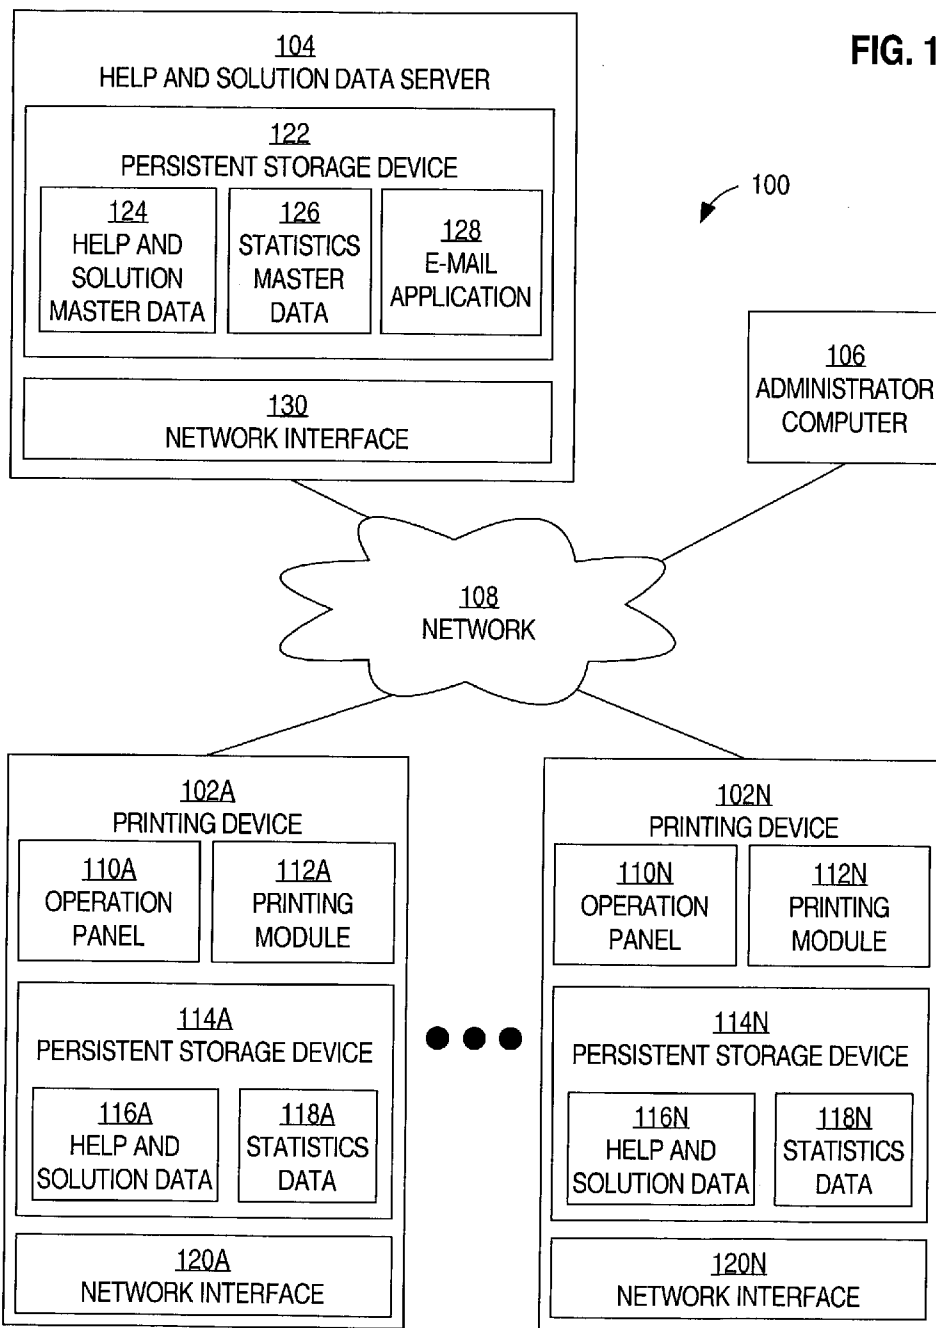 FIG. 1
104
HELP AND SOLUTION DATA SERVER
122
PERSISTENT STORAGE DEVICE
124
HELP AND
SOLUTION
MASTER DATA
126
STATISTICS
MASTER
DATA
128
E-MAIL
APPLICATION
130
NETWORK INTERFACE
100
106
ADMINISTRATOR
COMPUTER
108
NETWORK
102A
PRINTING DEVICE
110A
OPERATION
PANEL
112A
PRINTING
MODULE
114A
PERSISTENT STORAGE DEVICE
116A
HELP AND
SOLUTION DATA
118A
STATISTICS
DATA
120A
NETWORK INTERFACE
102N
PRINTING DEVICE
110N
OPERATION
PANEL
112N
PRINTING
MODULE
114N
PERSISTENT STORAGE DEVICE
116N
HELP AND
SOLUTION DATA
118N
STATISTICS
DATA
120N
NETWORK INTERFACE